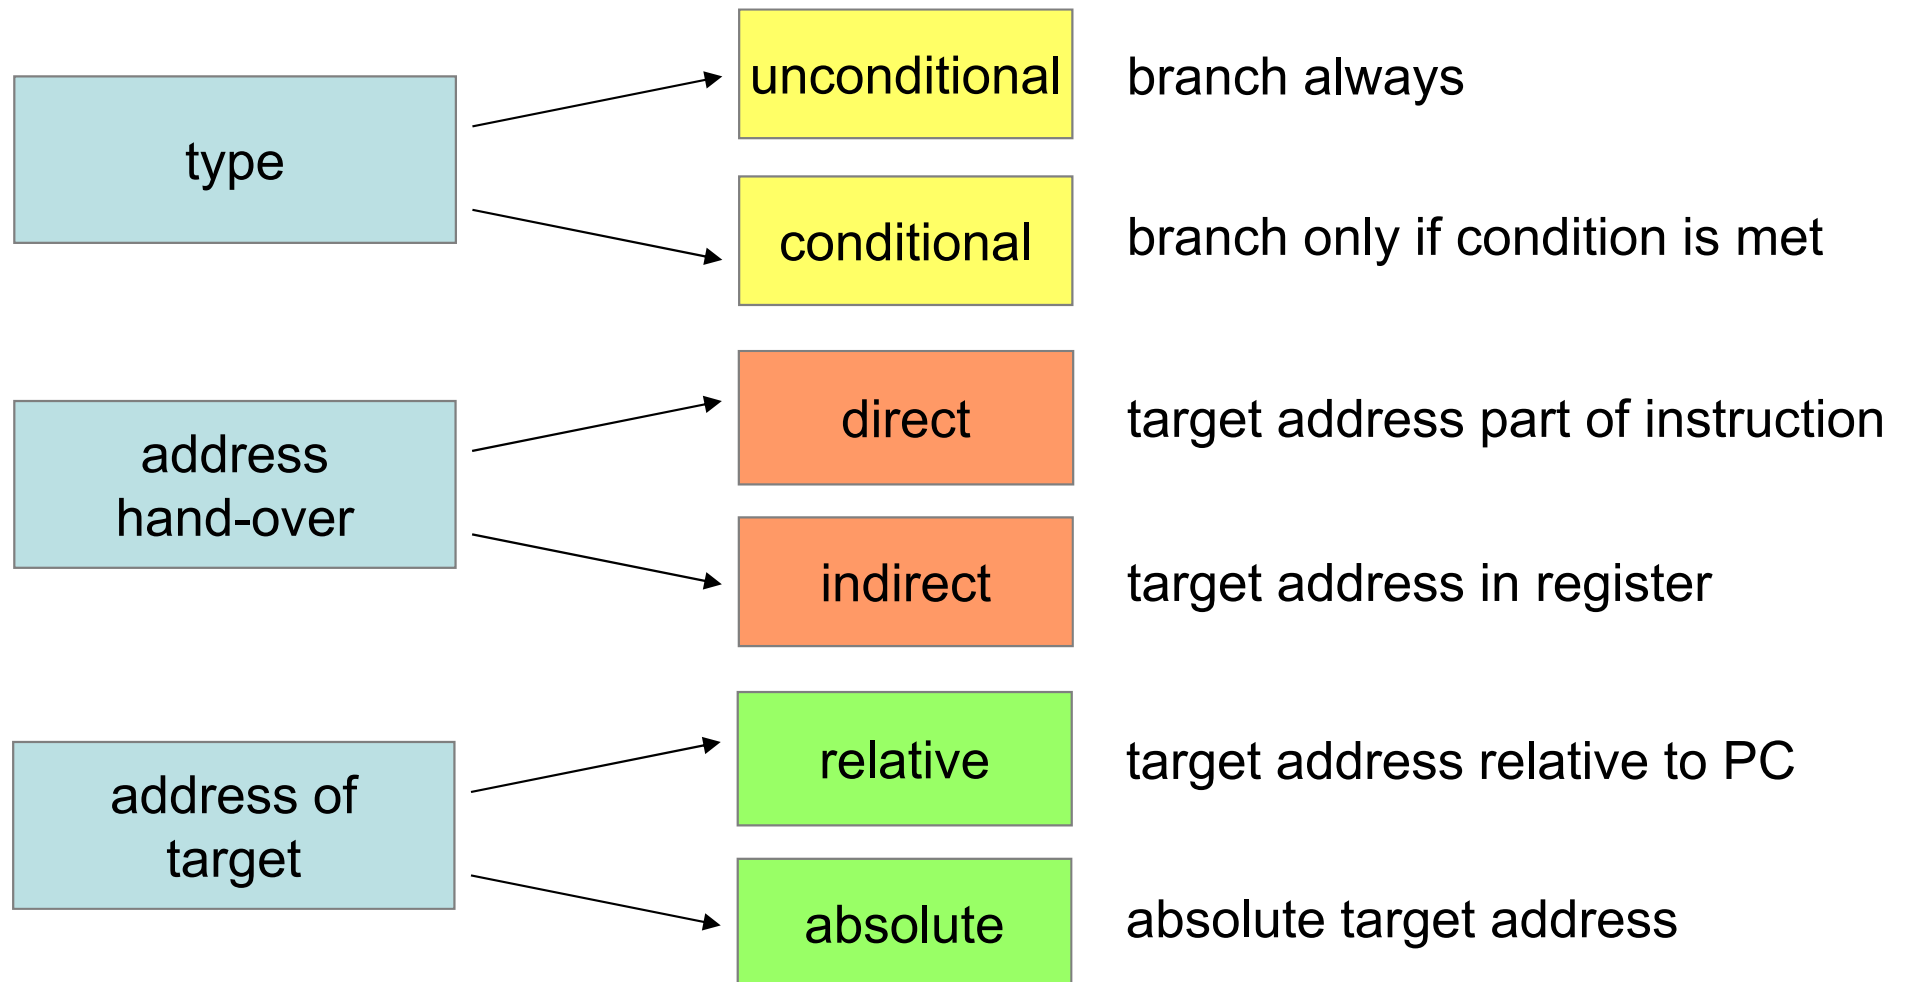 type
unconditional
branch always
conditional
branch only if condition is met
address
hand-over
direct
target address part of instruction
indirect
target address in register
address of
target
relative
target address relative to PC
absolute
absolute target address